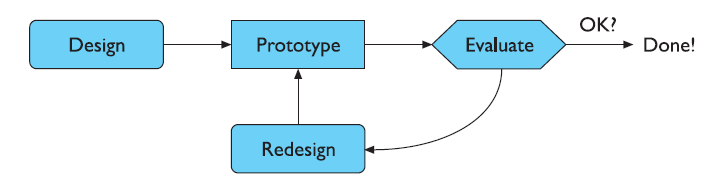 Design
Prototype
Evaluate
OK?
Done!
Redesign